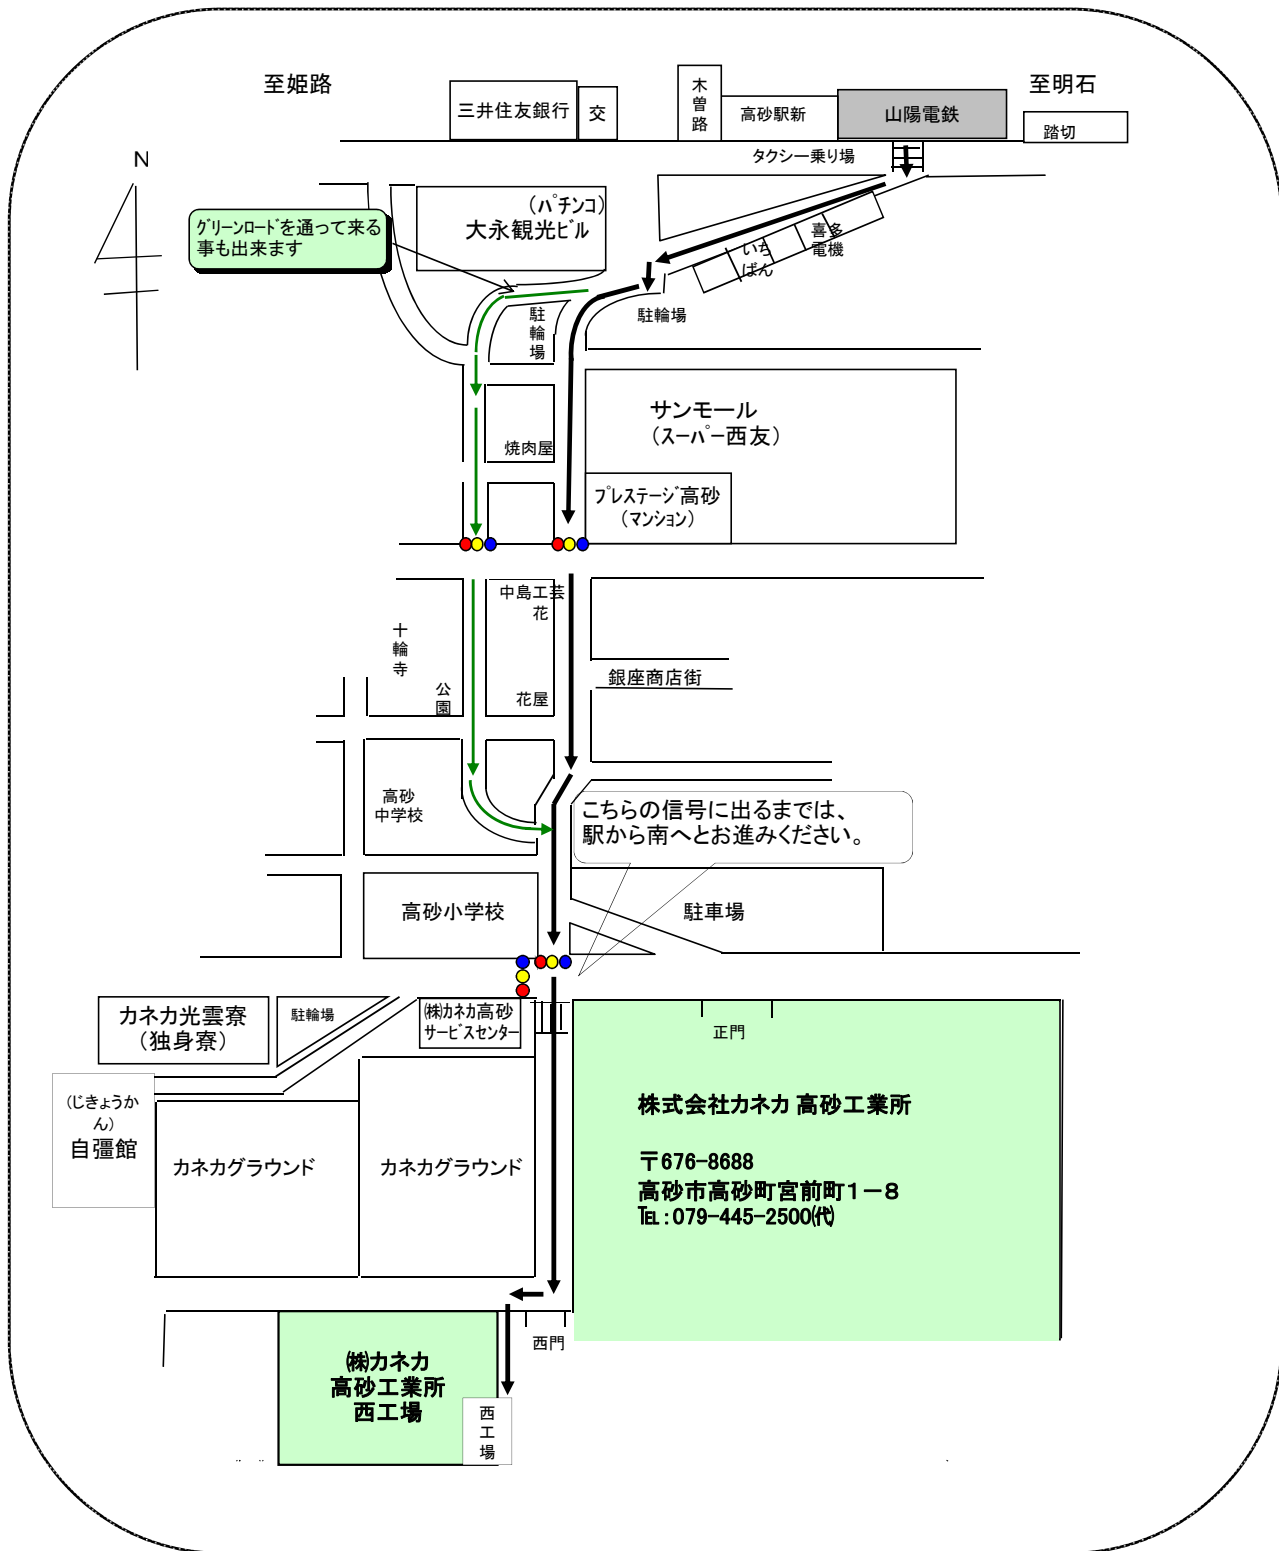 至姫路
三井住友銀行
交
木曽路
高砂駅新
山陽電鉄
至明石
踏切
タクシー乗り場
N
グリーンロードを通って来る
事も出来ます
(パチンコ)
大永観光ビル
喜多
電機
いち
ばん
駐輪場
駐輪場
サンモール
(スーパー西友)
焼肉屋
プレステージ高砂
(マンション)
中島工芸
花
十輪寺
銀座商店街
公園
花屋
高砂
中学校
こちらの信号に出るまでは、
駅から南へとお進みください。
高砂小学校
駐車場
カネカ光雲寮
(独身寮)
駐輪場
㈱カネカ高砂
サービスセンター
正門
(じきょうか
ん)
自彊館
カネカグラウンド
カネカグラウンド
株式会社カネカ 高砂工業所
〒676-8688
高砂市高砂町宮前町1-8
℡:079-445-2500㈹
西門
㈱カネカ
高砂工業所
西工場
西工場